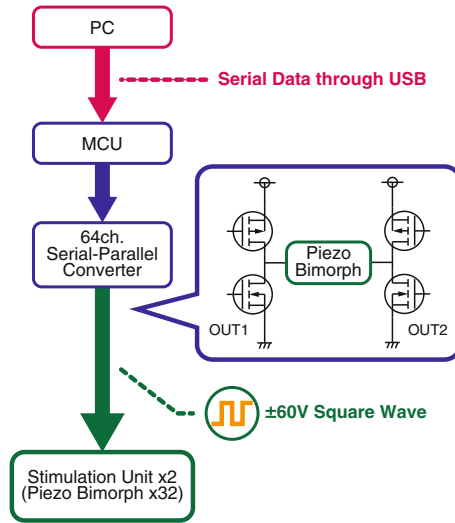 PC
Serial Data through USB
MCU
64ch.
Serial-Parallel
Converter
Piezo
Bimorph
OUT1
OUT2
±60V Square Wave
Stimulation Unit x2
(Piezo Bimorph x32)